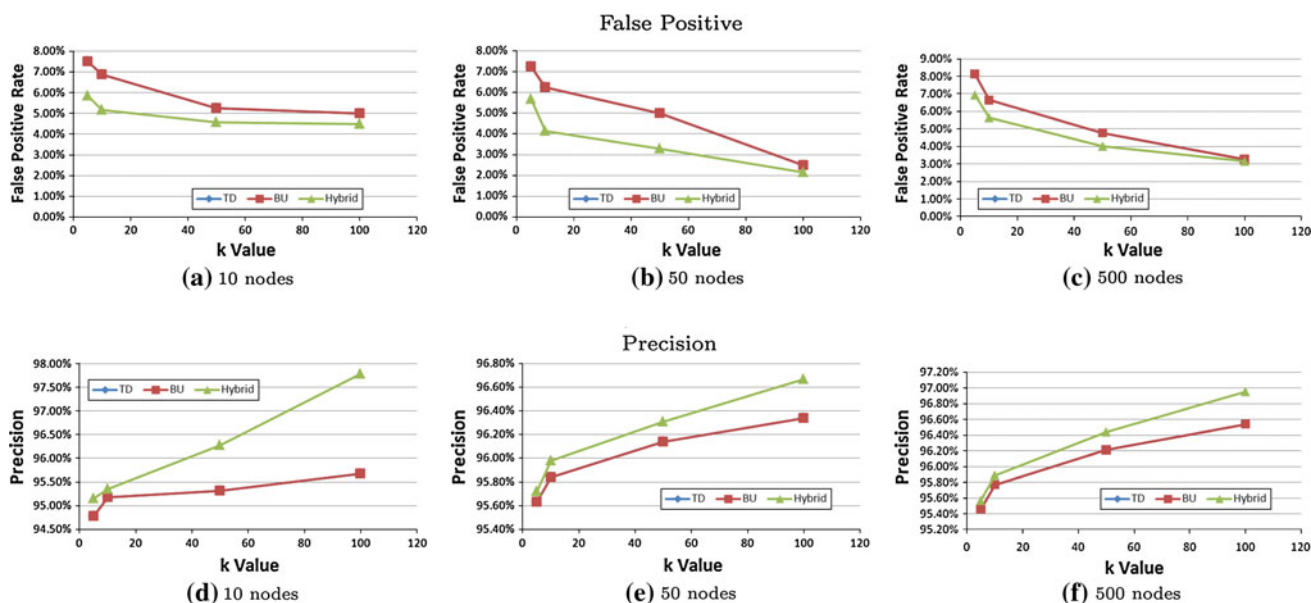 False Positive
False Positive Rate
8.00%
7.00%
6.00%
5.00%
4.00%
3.00%
2.00%
1.00%
0.00%
TD BU Hybrid
0 20 40 60 80 100 120
k Value
(a) 10 nodes
False Positive Rate
8.00%
7.00%
6.00%
5.00%
4.00%
3.00%
2.00%
1.00%
0.00%
TD BU Hybrid
0 20 40 60 80 100 120
k Value
(b) 50 nodes
False Positive Rate
9.00%
8.00%
7.00%
6.00%
5.00%
4.00%
3.00%
2.00%
1.00%
0.00%
TD BU Hybrid
0 20 40 60 80 100 120
k Value
(c) 500 nodes
Precision
Precision
98.00%
97.50%
97.00%
96.50%
96.00%
95.50%
95.00%
94.50%
TD BU Hybrid
0 20 40 60 80 100 120
k Value
(d) 10 nodes
Precision
96.80%
96.60%
96.40%
96.20%
96.00%
95.80%
95.60%
95.40%
TD BU Hybrid
0 20 40 60 80 100 120
k Value
(e) 50 nodes
Precision
97.20%
97.00%
96.80%
96.60%
96.40%
96.20%
96.00%
95.80%
95.60%
95.40%
95.20%
TD BU Hybrid
0 20 40 60 80 100 120
k Value
(f) 500 nodes